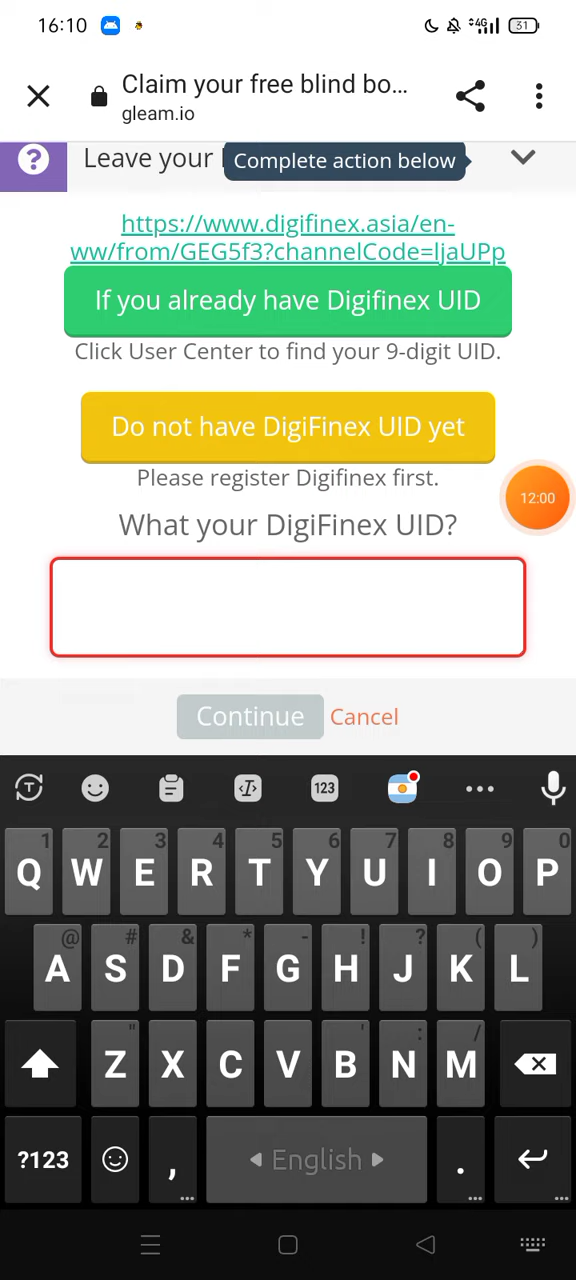 16:10
4G
31
Claim your free blind bo...
gleam.io
?
Leave your
Complete action below
https://www.digifinex.asia/en-
ww/from/GEG5f3?channelCode=ljaUPp
If you already have Digifinex UID
Click User Center to find your 9-digit UID.
Do not have DigiFinex UID yet
Please register Digifinex first.
12:00
What your DigiFinex UID?
Continue Cancel
T
123
1 2 3 4 5 6 7 8 9 0
Q W E R T Y U I O P
@ # & * - ! ? ( )
A S D F G H J K L
" ' : /
Z X C V B N M
?123 , English .